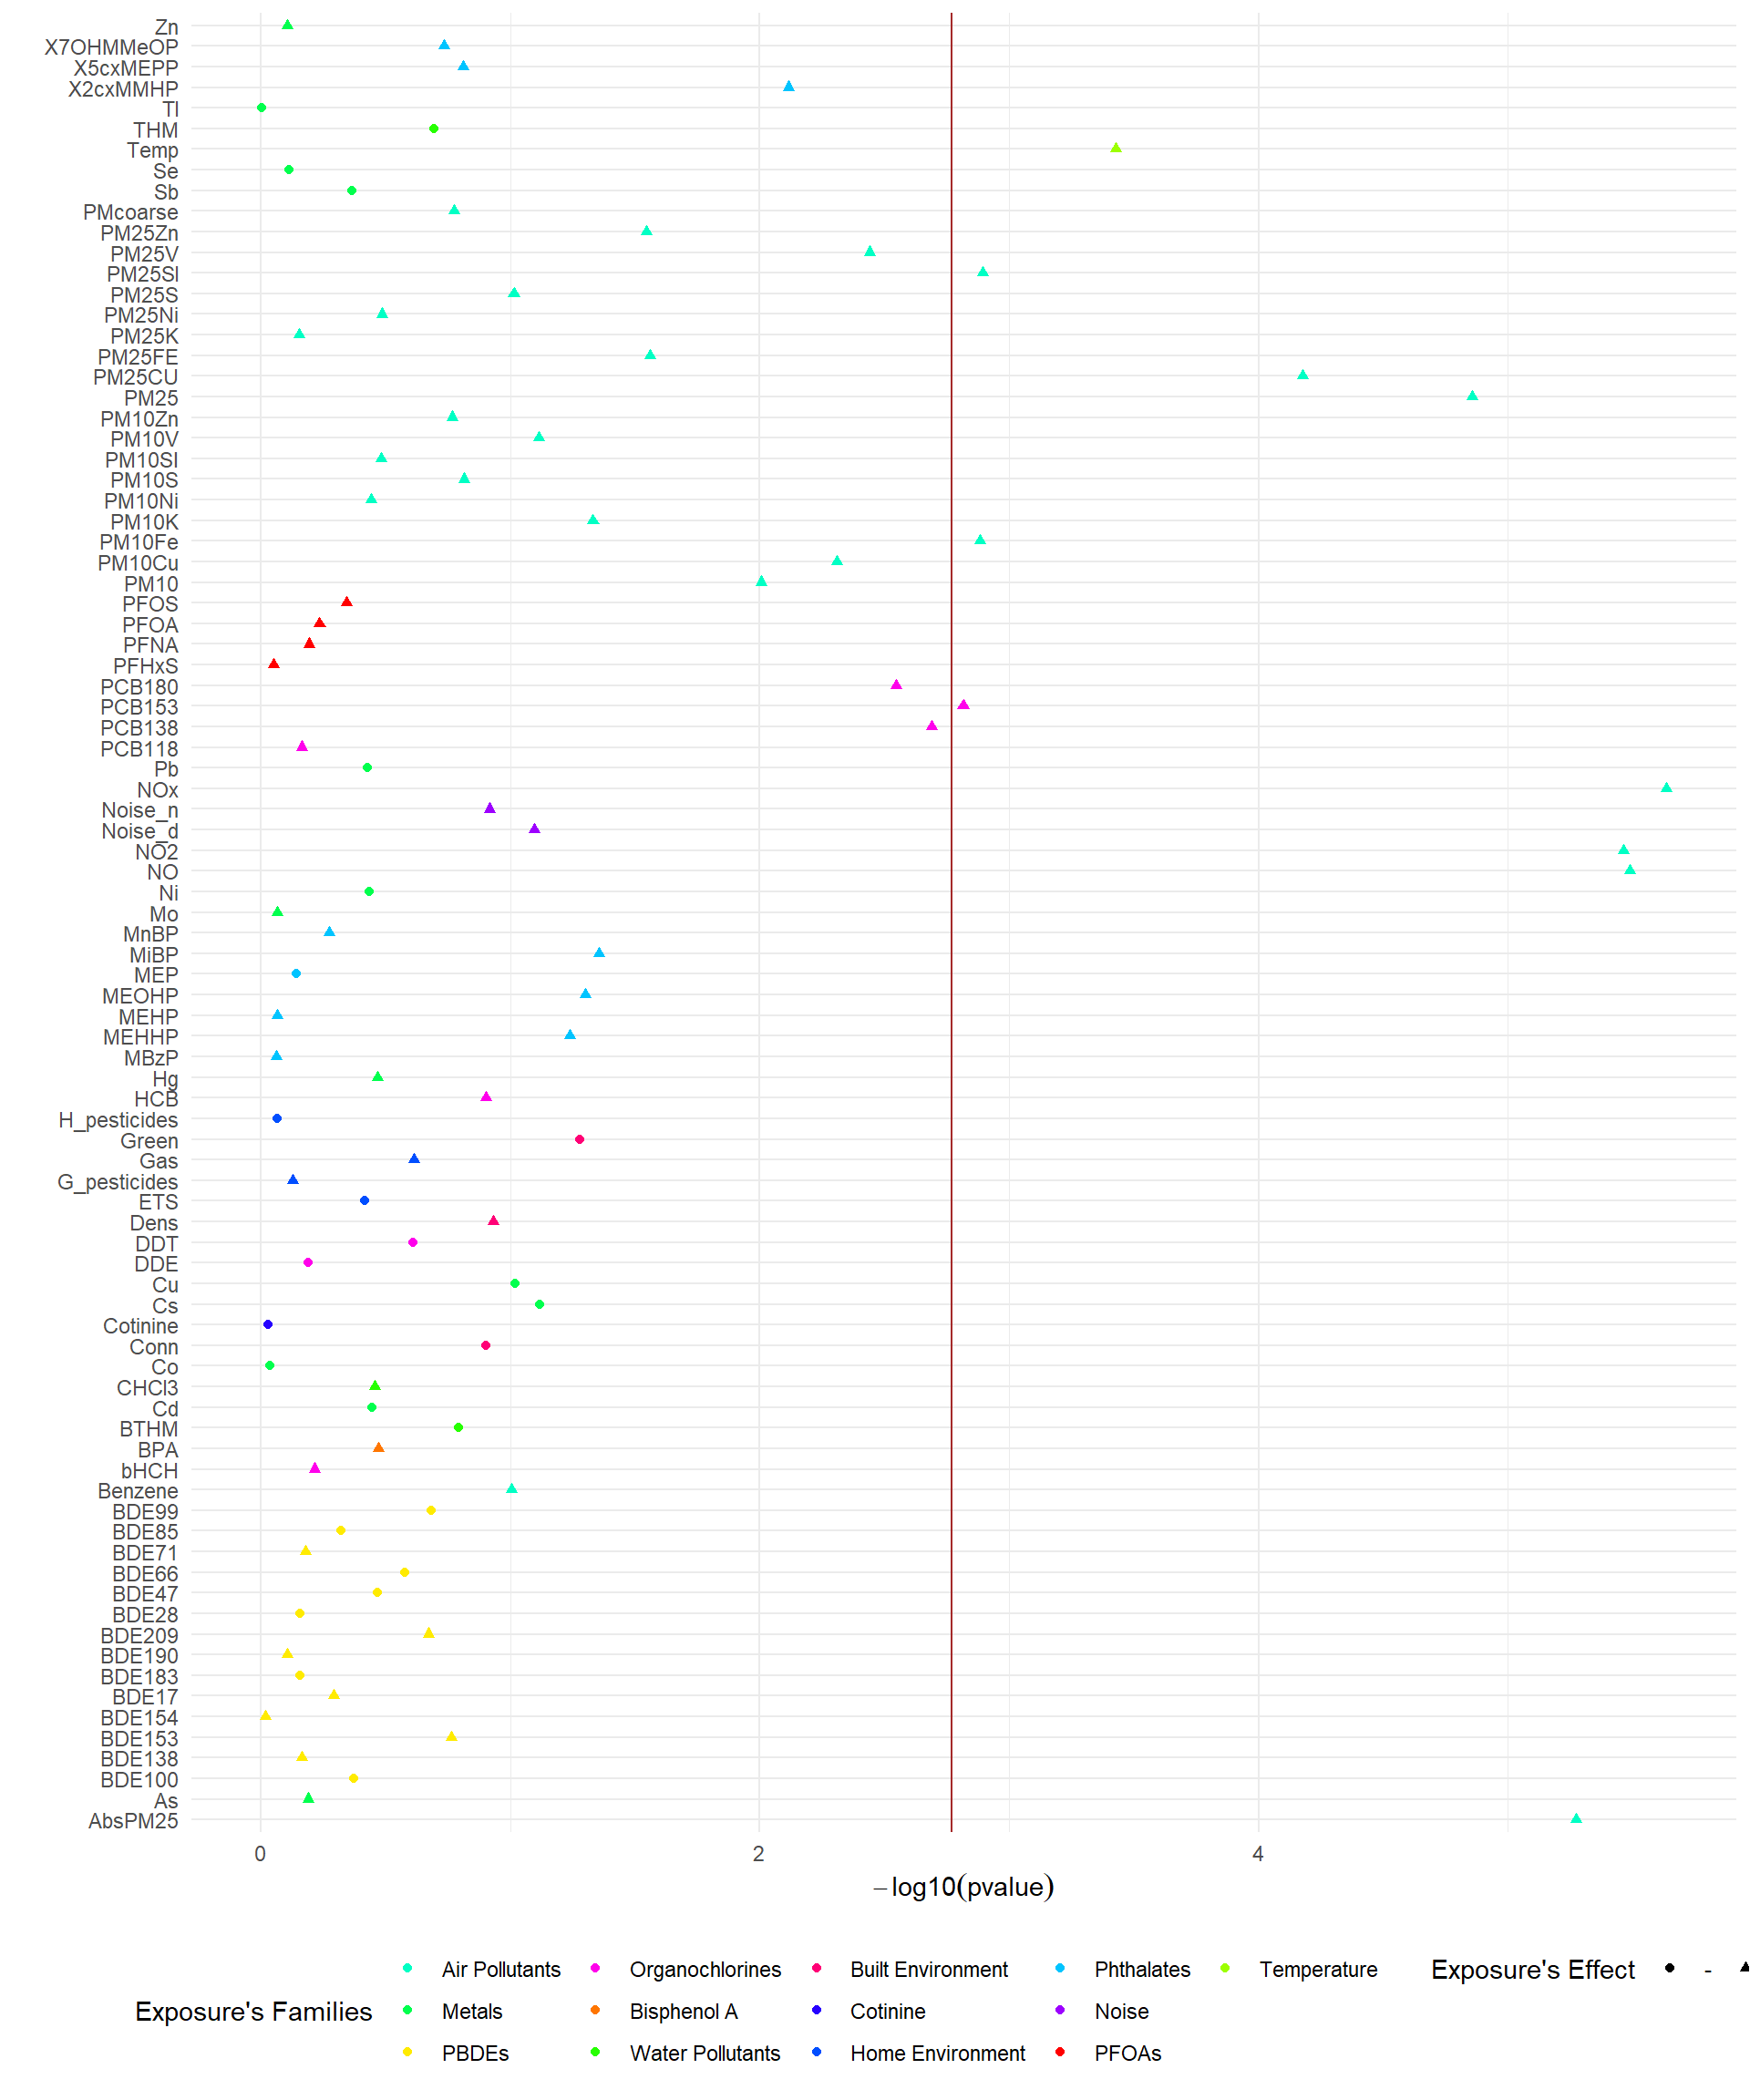 Zn
X7OHMMeOP
X5cxMEPP
X2cxMMHP
Tl
THM
Temp
Se
Sb
PMcoarse
PM25Zn
PM25V
PM25Sl
PM25S
PM25Ni
PM25K
PM25FE
PM25CU
PM25
PM10Zn
PM10V
PM10SI
PM10S
PM10Ni
PM10K
PM10Fe
PM10Cu
PM10
PFOS
PFOA
PFNA
PFHxS
PCB180
PCB153
PCB138
PCB118
Pb
NOx
Noise_n
Noise_d
NO2
NO
Ni
Mo
MnBP
MiBP
MEP
MEOHP
MEHP
MEHHP
MBzP
Hg
HCB
H_pesticides
Green
Gas
G_pesticides
ETS
Dens
DDT
DDE
Cu
Cs
Cotinine
Conn
Co
CHCl3
Cd
BTHM
BPA
bHCH
Benzene
BDE99
BDE85
BDE71
BDE66
BDE47
BDE28
BDE209
BDE190
BDE183
BDE17
BDE154
BDE153
BDE138
BDE100
As
AbsPM25
0 2 4
−log10(pvalue)
Air Pollutants Organochlorines Built Environment Phthalates Temperature Exposure's Effect -
Exposure's Families Metals Bisphenol A Cotinine Noise
PBDEs Water Pollutants Home Environment PFOAs